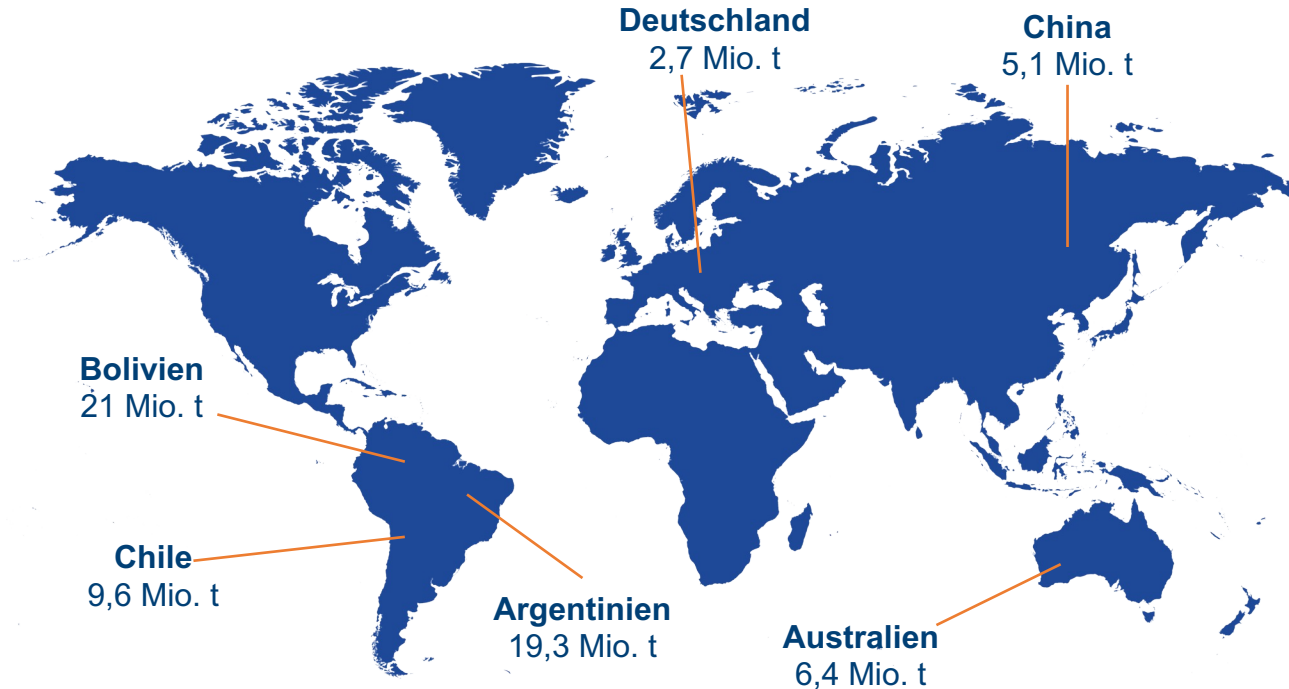 Deutschland
2,7 Mio. t
China
5,1 Mio. t
Bolivien
21 Mio. t
Chile
9,6 Mio. t
Argentinien
19,3 Mio. t
Australien
6,4 Mio. t